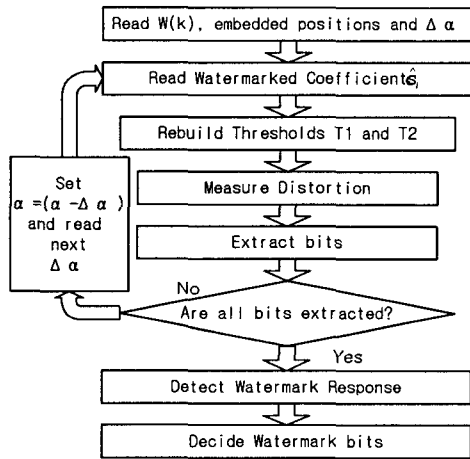 Read W(k), embedded positions and Δ α
Read Watermarked Coefficients ŝᵢ
Rebuild Thresholds T1 and T2
Set
α =(α -Δ α )
and read
next
Δ α
Measure Distortion
Extract bits
No
Are all bits extracted?
Yes
Detect Watermark Response
Decide Watermark bits